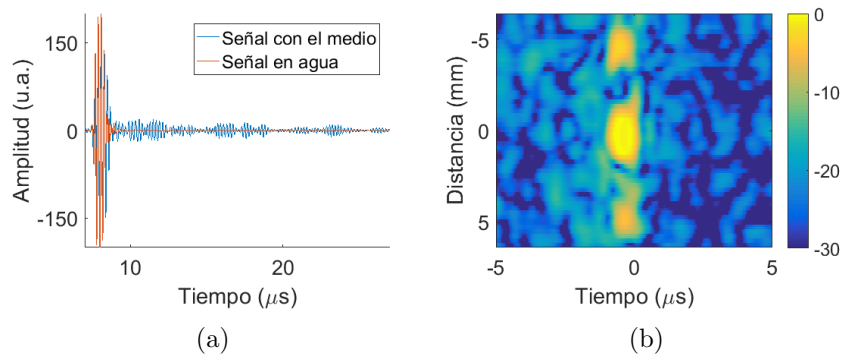 Señal con el medio
Señal en agua
150
0
-150
Amplitud (u.a.)
10
20
Tiempo (μs)
(a)
-5
0
5
Distancia (mm)
-5
0
5
Tiempo (μs)
0
-10
-20
-30
(b)